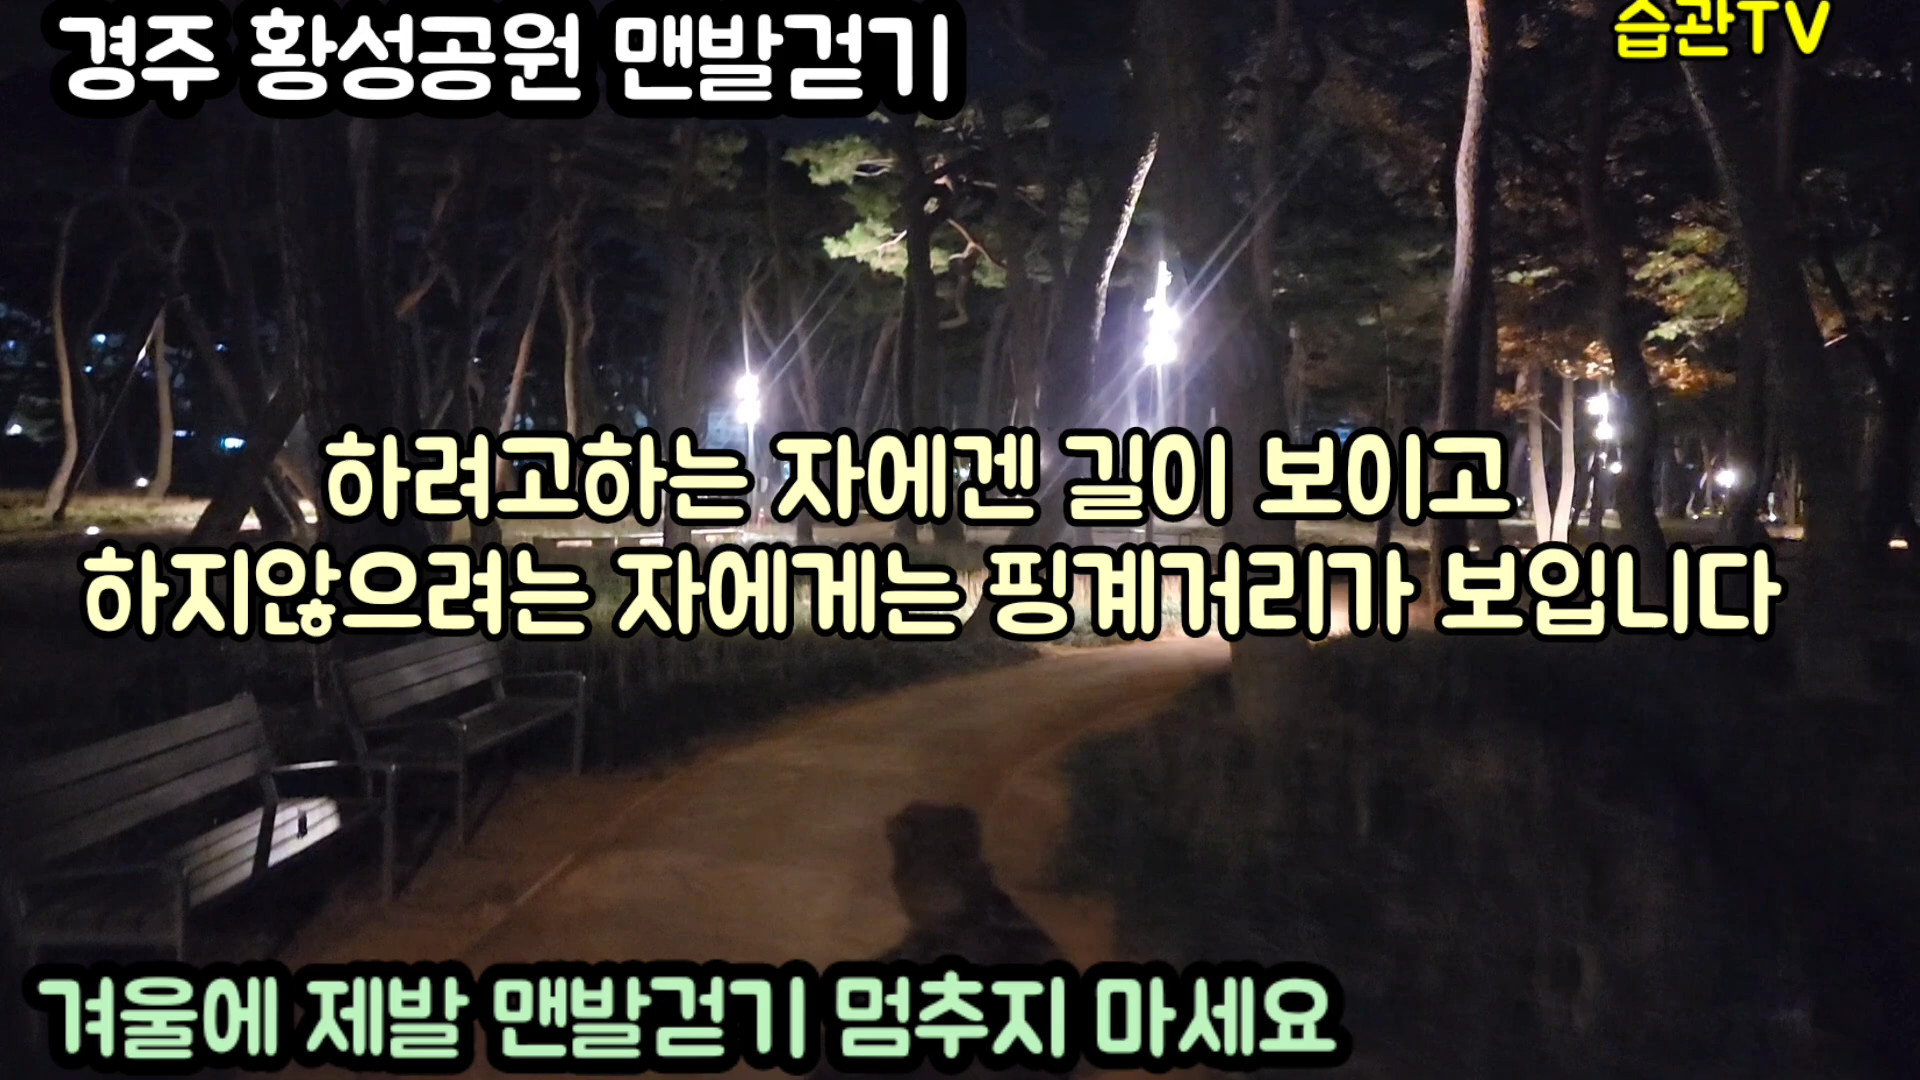 경주 황성공원 맨발걷기
습관TV
하려고하는 자에겐 길이 보이고
하지않으려는 자에게는 핑계거리가 보입니다
겨울에 제발 맨발걷기 멈추지 마세요